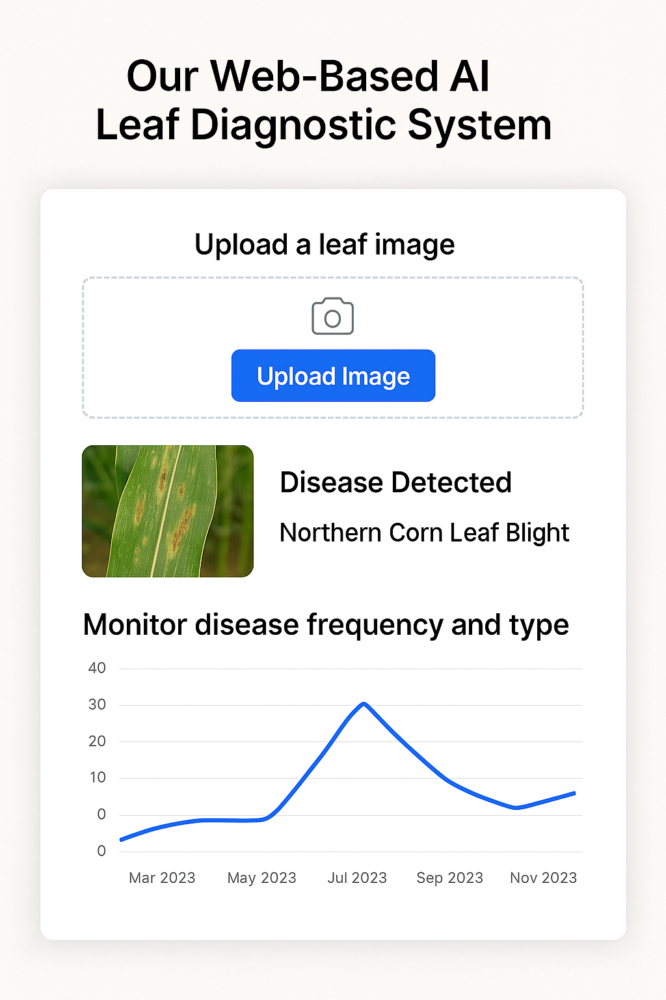 Our Web-Based AI
Leaf Diagnostic System
Upload a leaf image
Upload Image
Disease Detected
Northern Corn Leaf Blight
Monitor disease frequency and type
40
30
20
10
0
0
Mar 2023 May 2023 Jul 2023 Sep 2023 Nov 2023